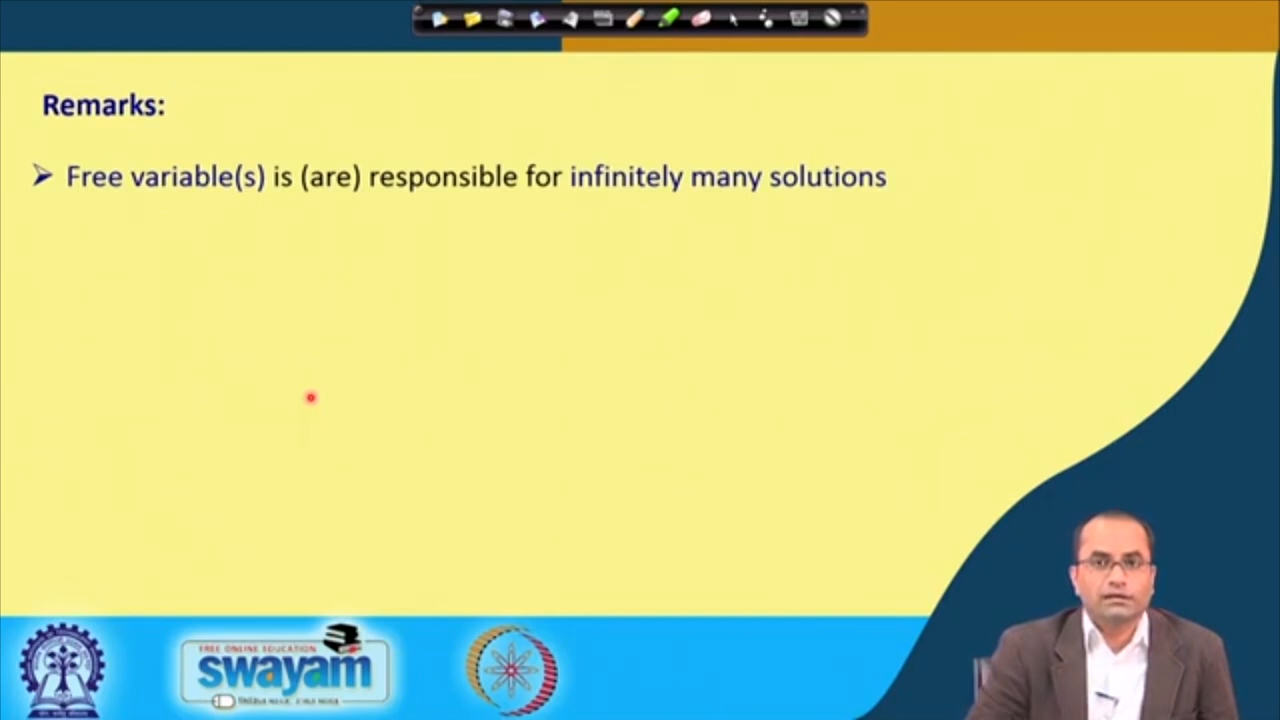 Remarks:
➢ Free variable(s) is (are) responsible for infinitely many solutions
FREE ONLINE EDUCATION
swayam